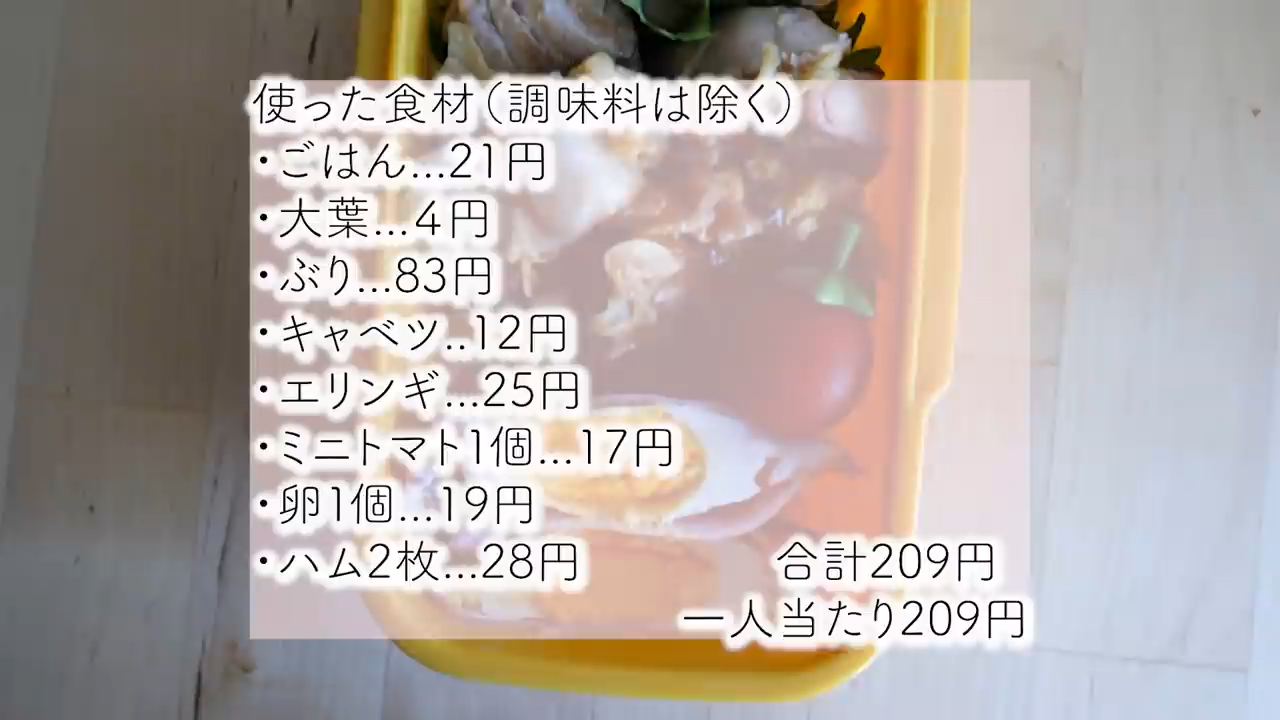 使った食材（調味料は除く）
・ごはん...21円
・大葉...４円
・ぶり...83円
・キャベツ..12円
・エリンギ...25円
・ミニトマト1個...17円
・卵1個...19円
・ハム2枚...28円
合計209円
一人当たり209円